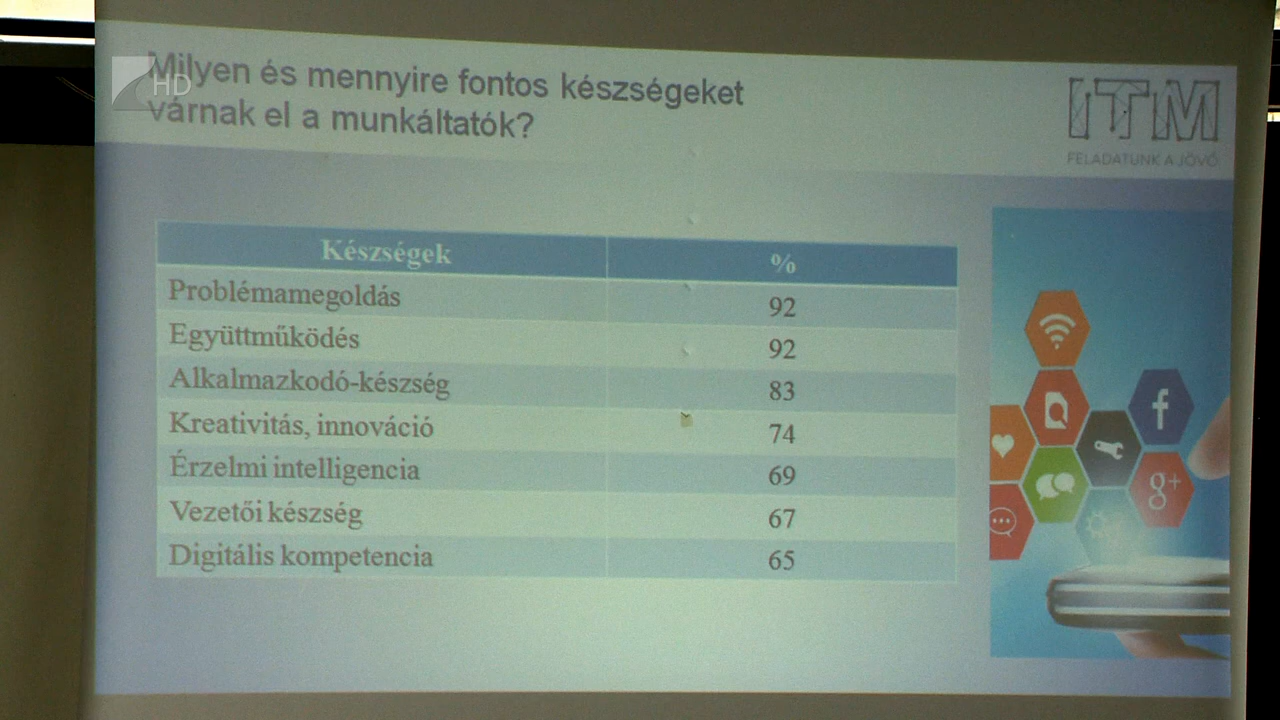 Milyen és mennyire fontos készségeket
várnak el a munkáltatók?
HD
ITM
FELADATUNK A JÖVŐ
Készségek %
Problémamegoldás 92
Együttműködés 92
Alkalmazkodó-készség 83
Kreativitás, innováció 74
Érzelmi intelligencia 69
Vezetői készség 67
Digitális kompetencia 65
f
g+